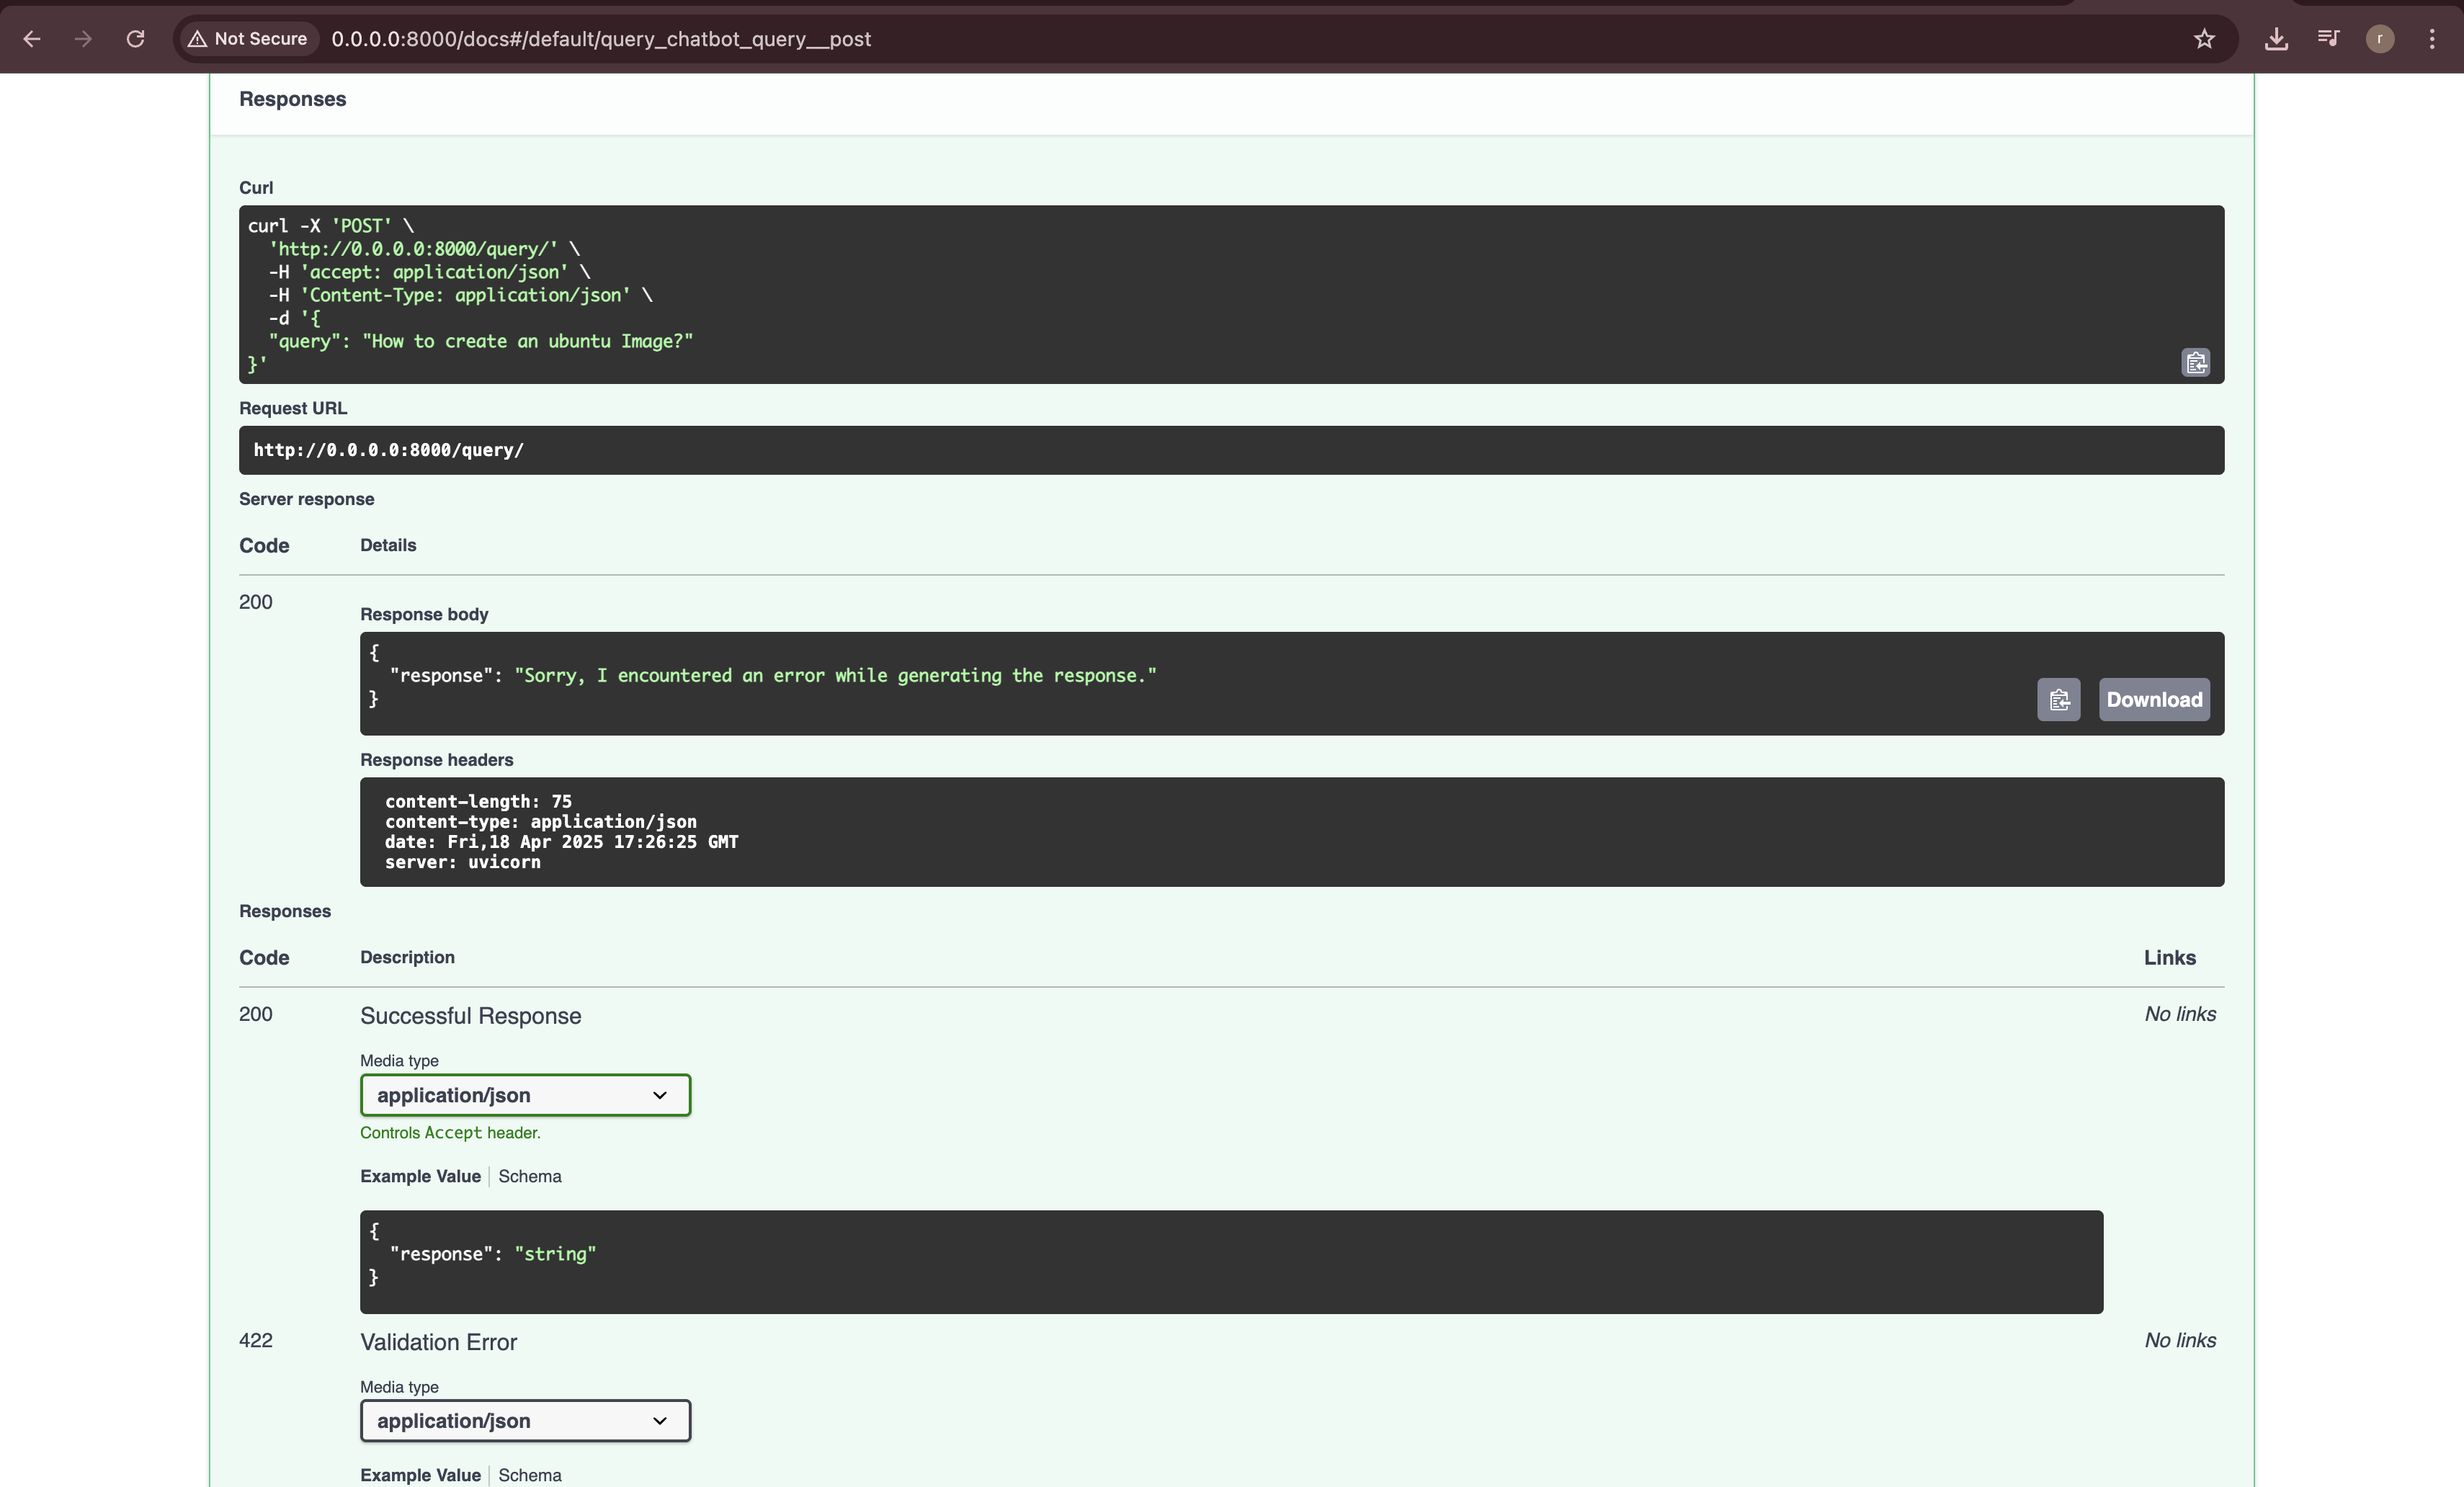 Not Secure
0.0.0.0:8000/docs#/default/query_chatbot_query__post
r
Responses
Curl
curl -X 'POST' \
'http://0.0.0.0:8000/query/' \
-H 'accept: application/json' \
-H 'Content-Type: application/json' \
-d '{
"query": "How to create an ubuntu Image?"
}'
Request URL
http://0.0.0.0:8000/query/
Server response
Code Details
200
Response body
{
"response": "Sorry, I encountered an error while generating the response."
}
Download
Response headers
content-length: 75
content-type: application/json
date: Fri,18 Apr 2025 17:26:25 GMT
server: uvicorn
Responses
Code Description Links
200 Successful Response No links
Media type
application/json
Controls Accept header.
Example Value Schema
{
"response": "string"
}
422 Validation Error No links
Media type
application/json
Example Value Schema